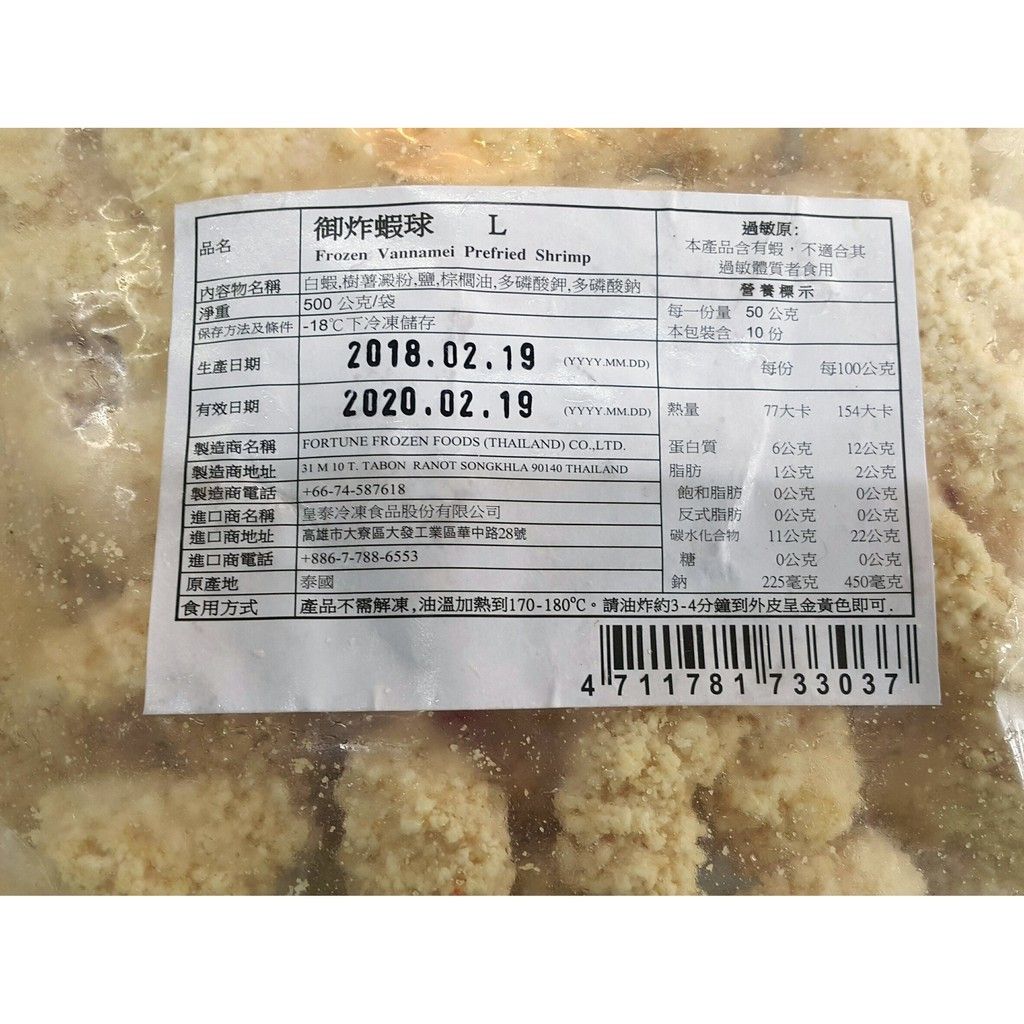 品名 御炸蝦球 L
Frozen Vannamei Prefried Shrimp
內容物名稱 白蝦,樹薯澱粉,鹽,棕櫚油,多磷酸鉀,多磷酸鈉
淨重 500 公克/袋
保存方法及條件 -18℃下冷凍儲存
生產日期 2018.02.19 (YYYY.MM.DD)
有效日期 2020.02.19 (YYYY.MM.DD)
製造商名稱 FORTUNE FROZEN FOODS (THAILAND) CO.,LTD.
製造商地址 31 M 10 T. TABON RANOT SONGKHLA 90140 THAILAND
製造商電話 +66-74-587618
進口商名稱 皇泰冷凍食品股份有限公司
進口商地址 高雄市大寮區大發工業區華中路28號
進口商電話 +886-7-788-6553
原產地 泰國
食用方式 產品不需解凍,油溫加熱到170-180°C。請油炸約3-4分鐘到外皮呈金黃色即可.
過敏原:
本產品含有蝦，不適合其
過敏體質者食用
營養標示
每一份量 50 公克
本包裝含 10 份
每份 每100公克
熱量 77大卡 154大卡
蛋白質 6公克 12公克
脂肪 1公克 2公克
飽和脂肪 0公克 0公克
反式脂肪 0公克 0公克
碳水化合物 11公克 22公克
糖 0公克 0公克
鈉 225毫克 450毫克
4 711781 733037